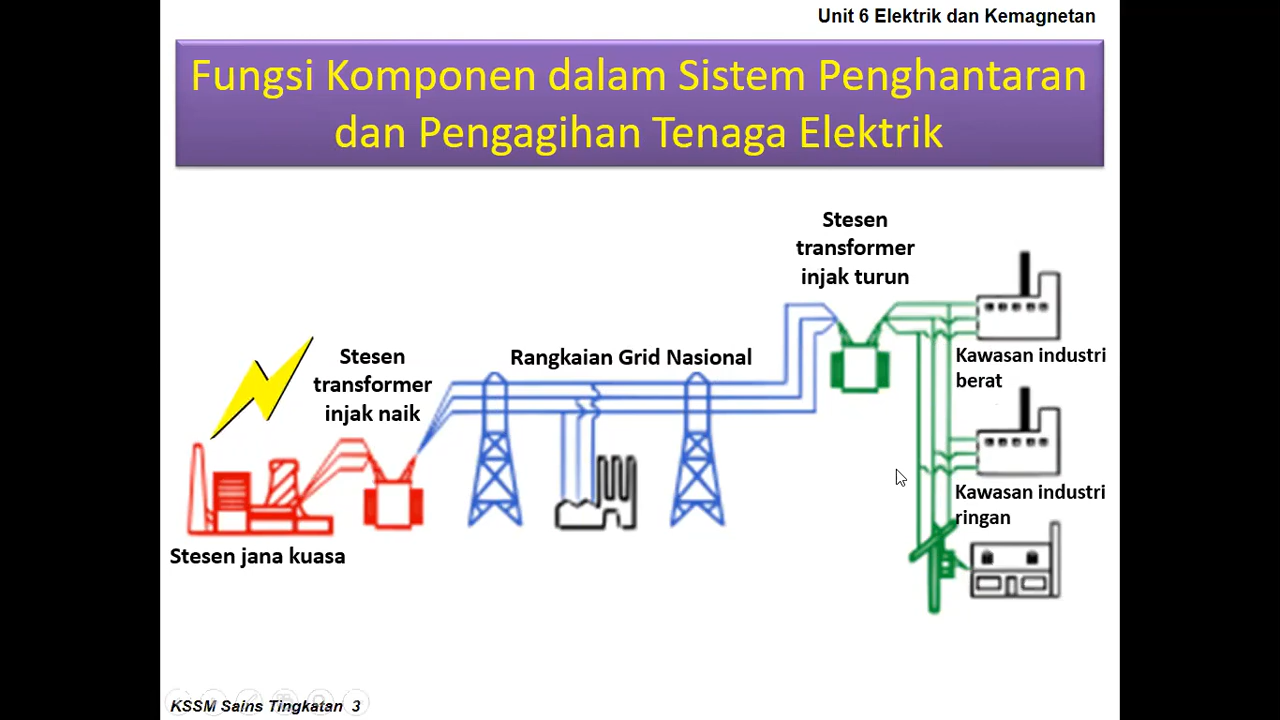 Unit 6 Elektrik dan Kemagnetan
Fungsi Komponen dalam Sistem Penghantaran
dan Pengagihan Tenaga Elektrik
Stesen
transformer
injak turun
Stesen
transformer
injak naik
Rangkaian Grid Nasional
Kawasan industri
berat
Kawasan industri
ringan
Stesen jana kuasa
KSSM Sains Tingkatan 3